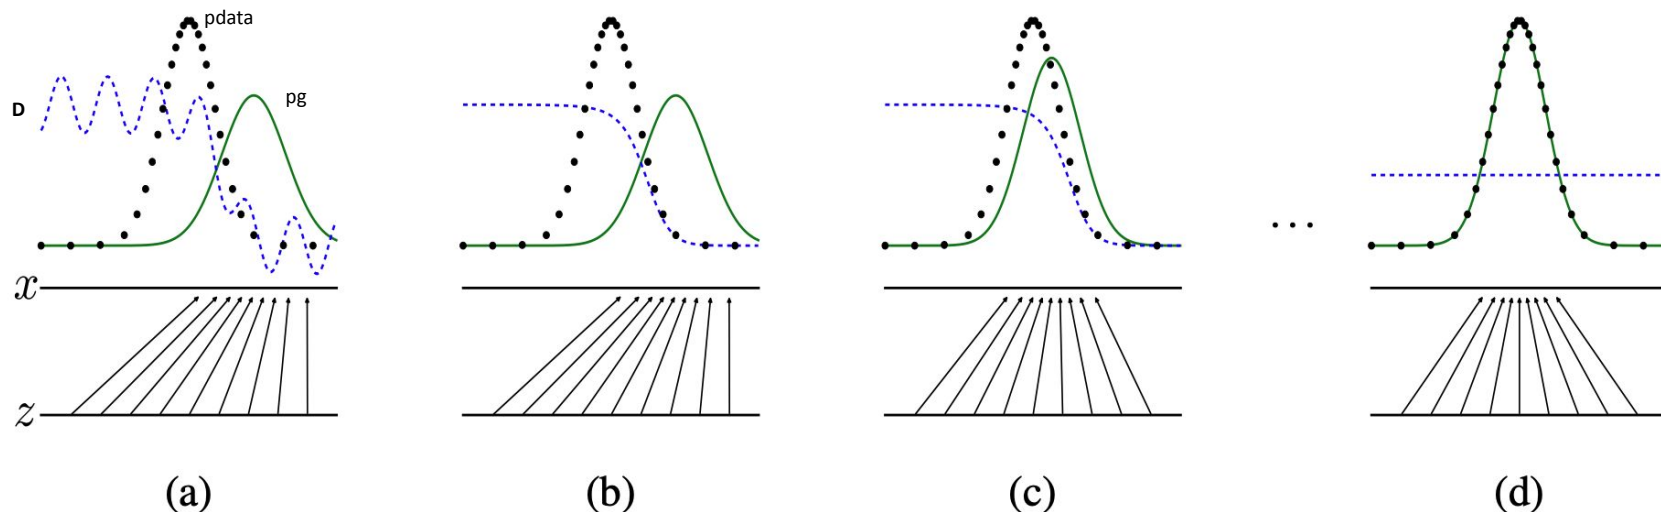 pdata
D
pg
x
z
. . .
(a)
(b)
(c)
(d)